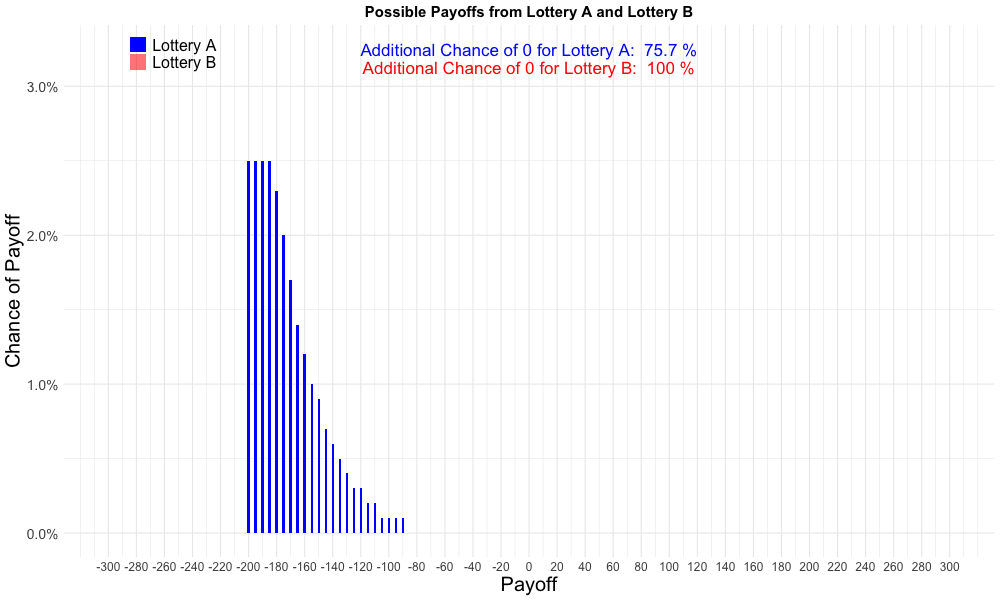 Possible Payoffs from Lottery A and Lottery B
Lottery A
Lottery B
Additional Chance of 0 for Lottery A:  75.7 %
Additional Chance of 0 for Lottery B:  100 %
Chance of Payoff
3.0%
2.0%
1.0%
0.0%
-300 -280 -260 -240 -220 -200 -180 -160 -140 -120 -100 -80 -60 -40 -20 0 20 40 60 80 100 120 140 160 180 200 220 240 260 280 300
Payoff